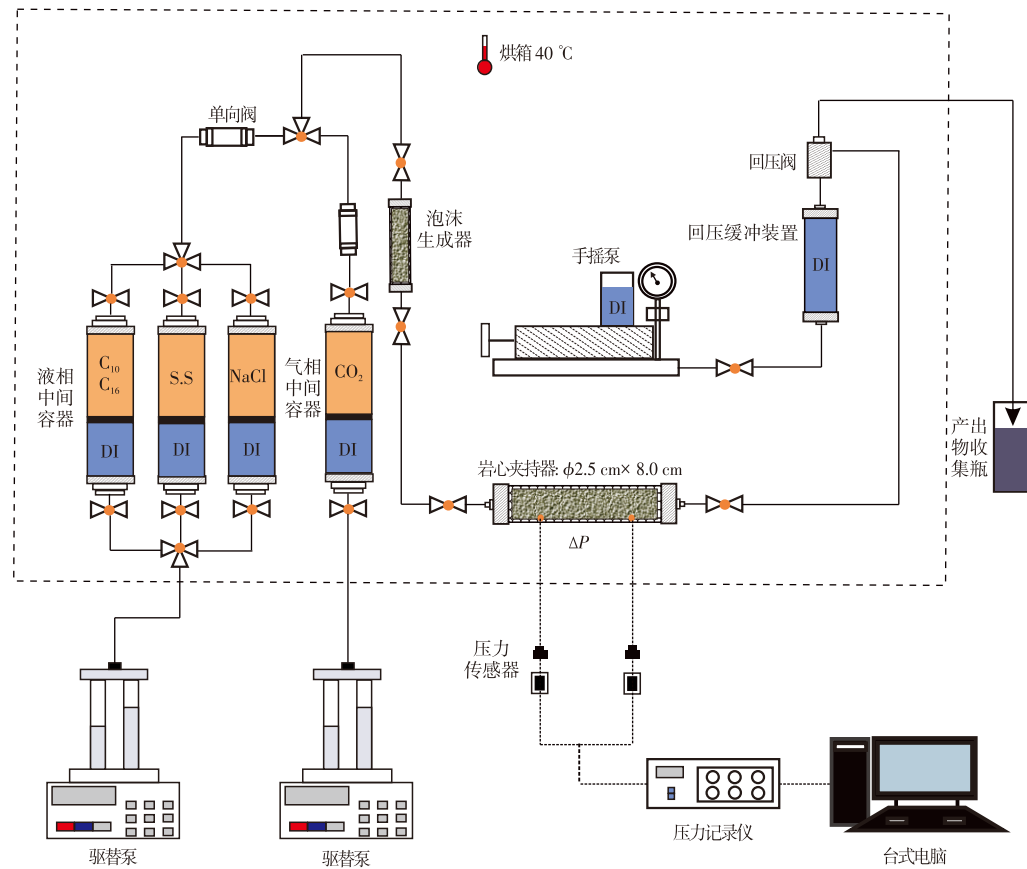 烘箱 40 ℃
单向阀
泡沫
生成器
回压阀
回压缓冲装置
DI
手摇泵
DI
液相
中间
容器
C10
C16
S.S
NaCl
气相
中间
容器
CO2
DI
DI
DI
DI
产出
物收
集瓶
岩心夹持器: ϕ2.5 cm× 8.0 cm
ΔP
压力
传感器
驱替泵
驱替泵
压力记录仪
台式电脑